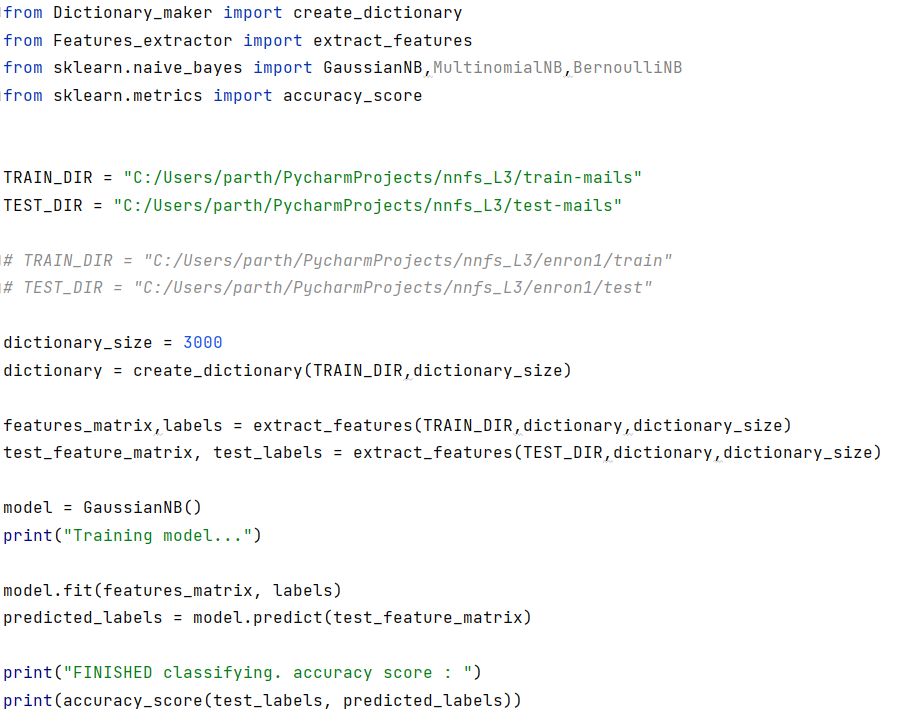 from Dictionary_maker import create_dictionary
from Features_extractor import extract_features
from sklearn.naive_bayes import GaussianNB,MultinomialNB,BernoulliNB
from sklearn.metrics import accuracy_score
TRAIN_DIR = "C:/Users/parth/PycharmProjects/nnfs_L3/train-mails"
TEST_DIR = "C:/Users/parth/PycharmProjects/nnfs_L3/test-mails"
# TRAIN_DIR = "C:/Users/parth/PycharmProjects/nnfs_L3/enron1/train"
# TEST_DIR = "C:/Users/parth/PycharmProjects/nnfs_L3/enron1/test"
dictionary_size = 3000
dictionary = create_dictionary(TRAIN_DIR,dictionary_size)
features_matrix,labels = extract_features(TRAIN_DIR,dictionary,dictionary_size)
test_feature_matrix, test_labels = extract_features(TEST_DIR,dictionary,dictionary_size)
model = GaussianNB()
print("Training model...")
model.fit(features_matrix, labels)
predicted_labels = model.predict(test_feature_matrix)
print("FINISHED classifying. accuracy score : ")
print(accuracy_score(test_labels, predicted_labels))